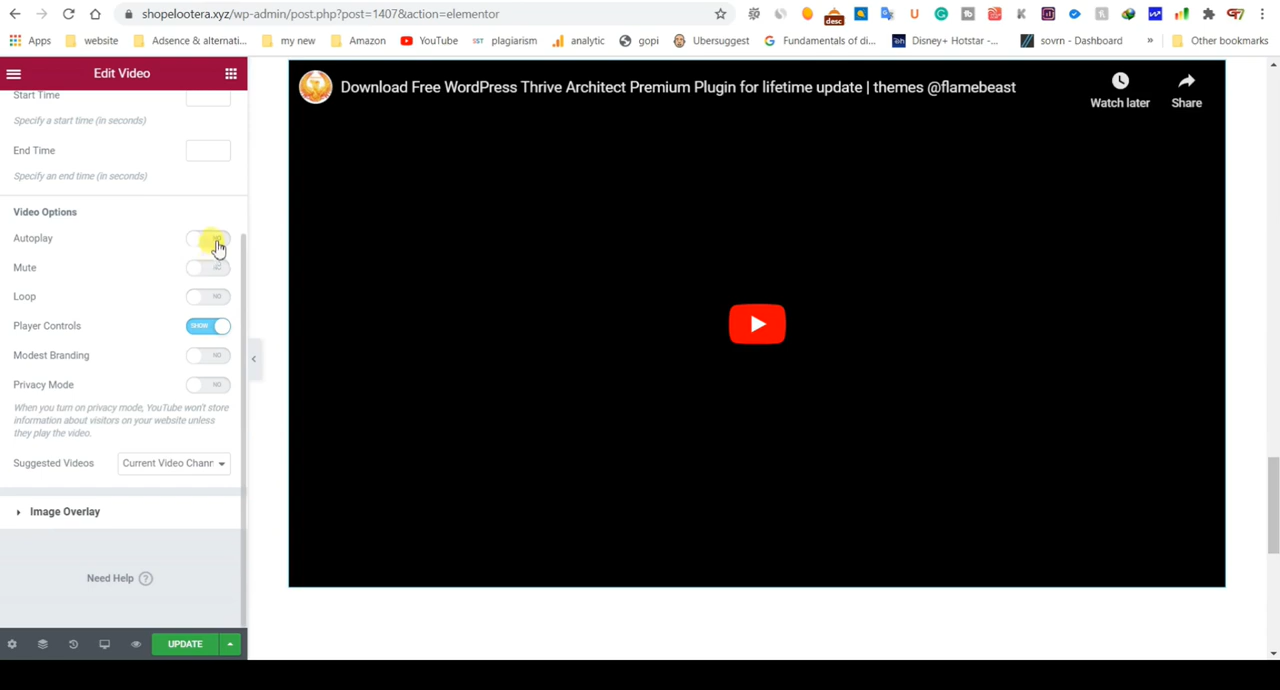 shopelootera.xyz/wp-admin/post.php?post=1407&action=elementor
desc
Apps website Adsence & alternati... my new Amazon YouTube SST plagiarism analytic gopi Ubersuggest Fundamentals of di... Disney+ Hotstar -... sovrn - Dashboard » Other bookmarks
Edit Video
Start Time
Specify a start time (in seconds)
End Time
Specify an end time (in seconds)
Video Options
Autoplay
Mute
Loop NO
Player Controls SHOW
Modest Branding NO
Privacy Mode NO
When you turn on privacy mode, YouTube won't store
information about visitors on your website unless
they play the video.
Suggested Videos Current Video Chanr
Image Overlay
Need Help ?
UPDATE
Download Free WordPress Thrive Architect Premium Plugin for lifetime update | themes @flamebeast
Watch later Share